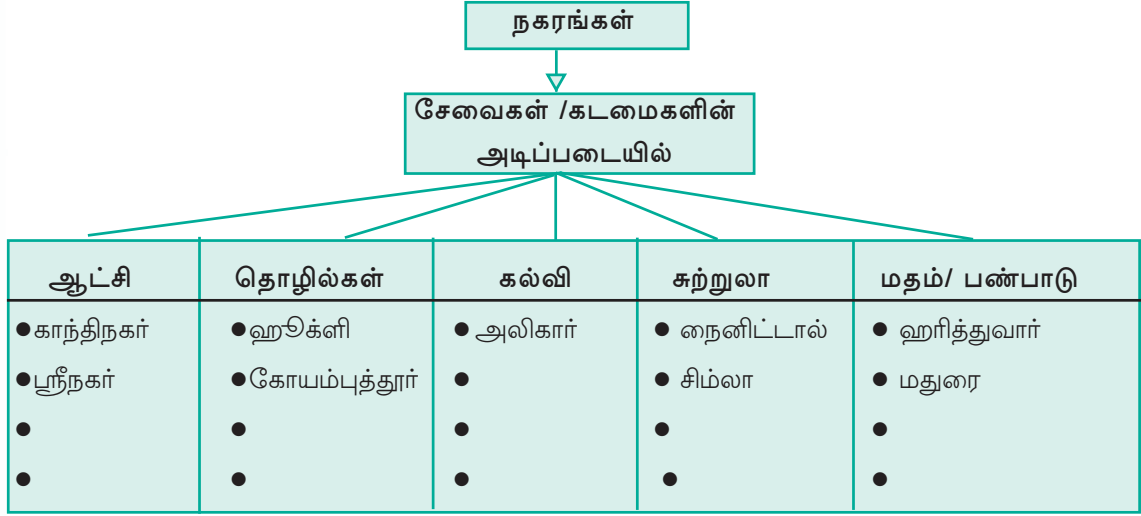 நகரங்கள்
சேவைகள் /கடமைகளின்
அடிப்படையில்
ஆட்சி
●காந்திநகர்
●ஸ்ரீநகர்
●
●
தொழில்கள்
●ஹூக்ளி
●கோயம்புத்தூர்
●
●
கல்வி
●அலிகார்
●
●
●
சுற்றுலா
● நைனிட்டால்
● சிம்லா
●
●
மதம்/ பண்பாடு
● ஹரித்துவார்
● மதுரை
●
●